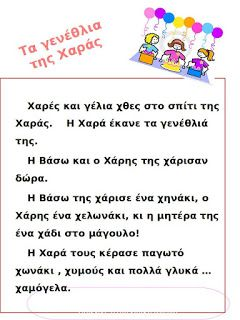 Τα γενέθλια
της Χαράς
Χαρές και γέλια χθες στο σπίτι της
Χαράς. Η Χαρά έκανε τα γενέθλιά
της.
Η Βάσω και ο Χάρης της χάρισαν
δώρα.
Η Βάσω της χάρισε ένα χηνάκι, ο
Χάρης ένα χελωνάκι, κι η μητέρα της
ένα χάδι στο μάγουλο!
Η Χαρά τους κέρασε παγωτό
χωνάκι , χυμούς και πολλά γλυκά …
χαμόγελα.